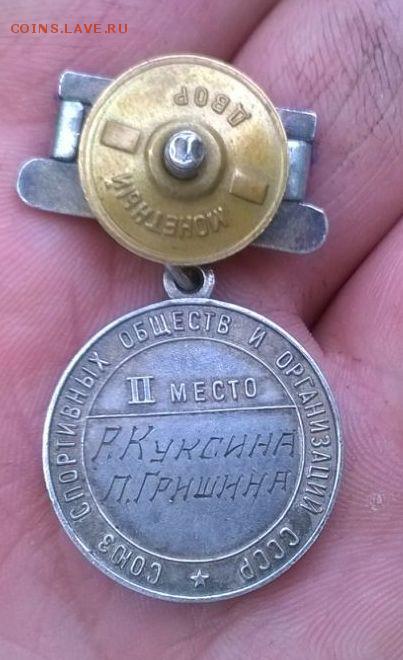 COINS.LAVE.RU
МОНЕТНЫЙ
ДВОР
СОЮЗ СПОРТИВНЫХ ОБЩЕСТВ И ОРГАНИЗАЦИЙ СССР
II МЕСТО
Р.КУКСИНА
П.ГРИШИНА